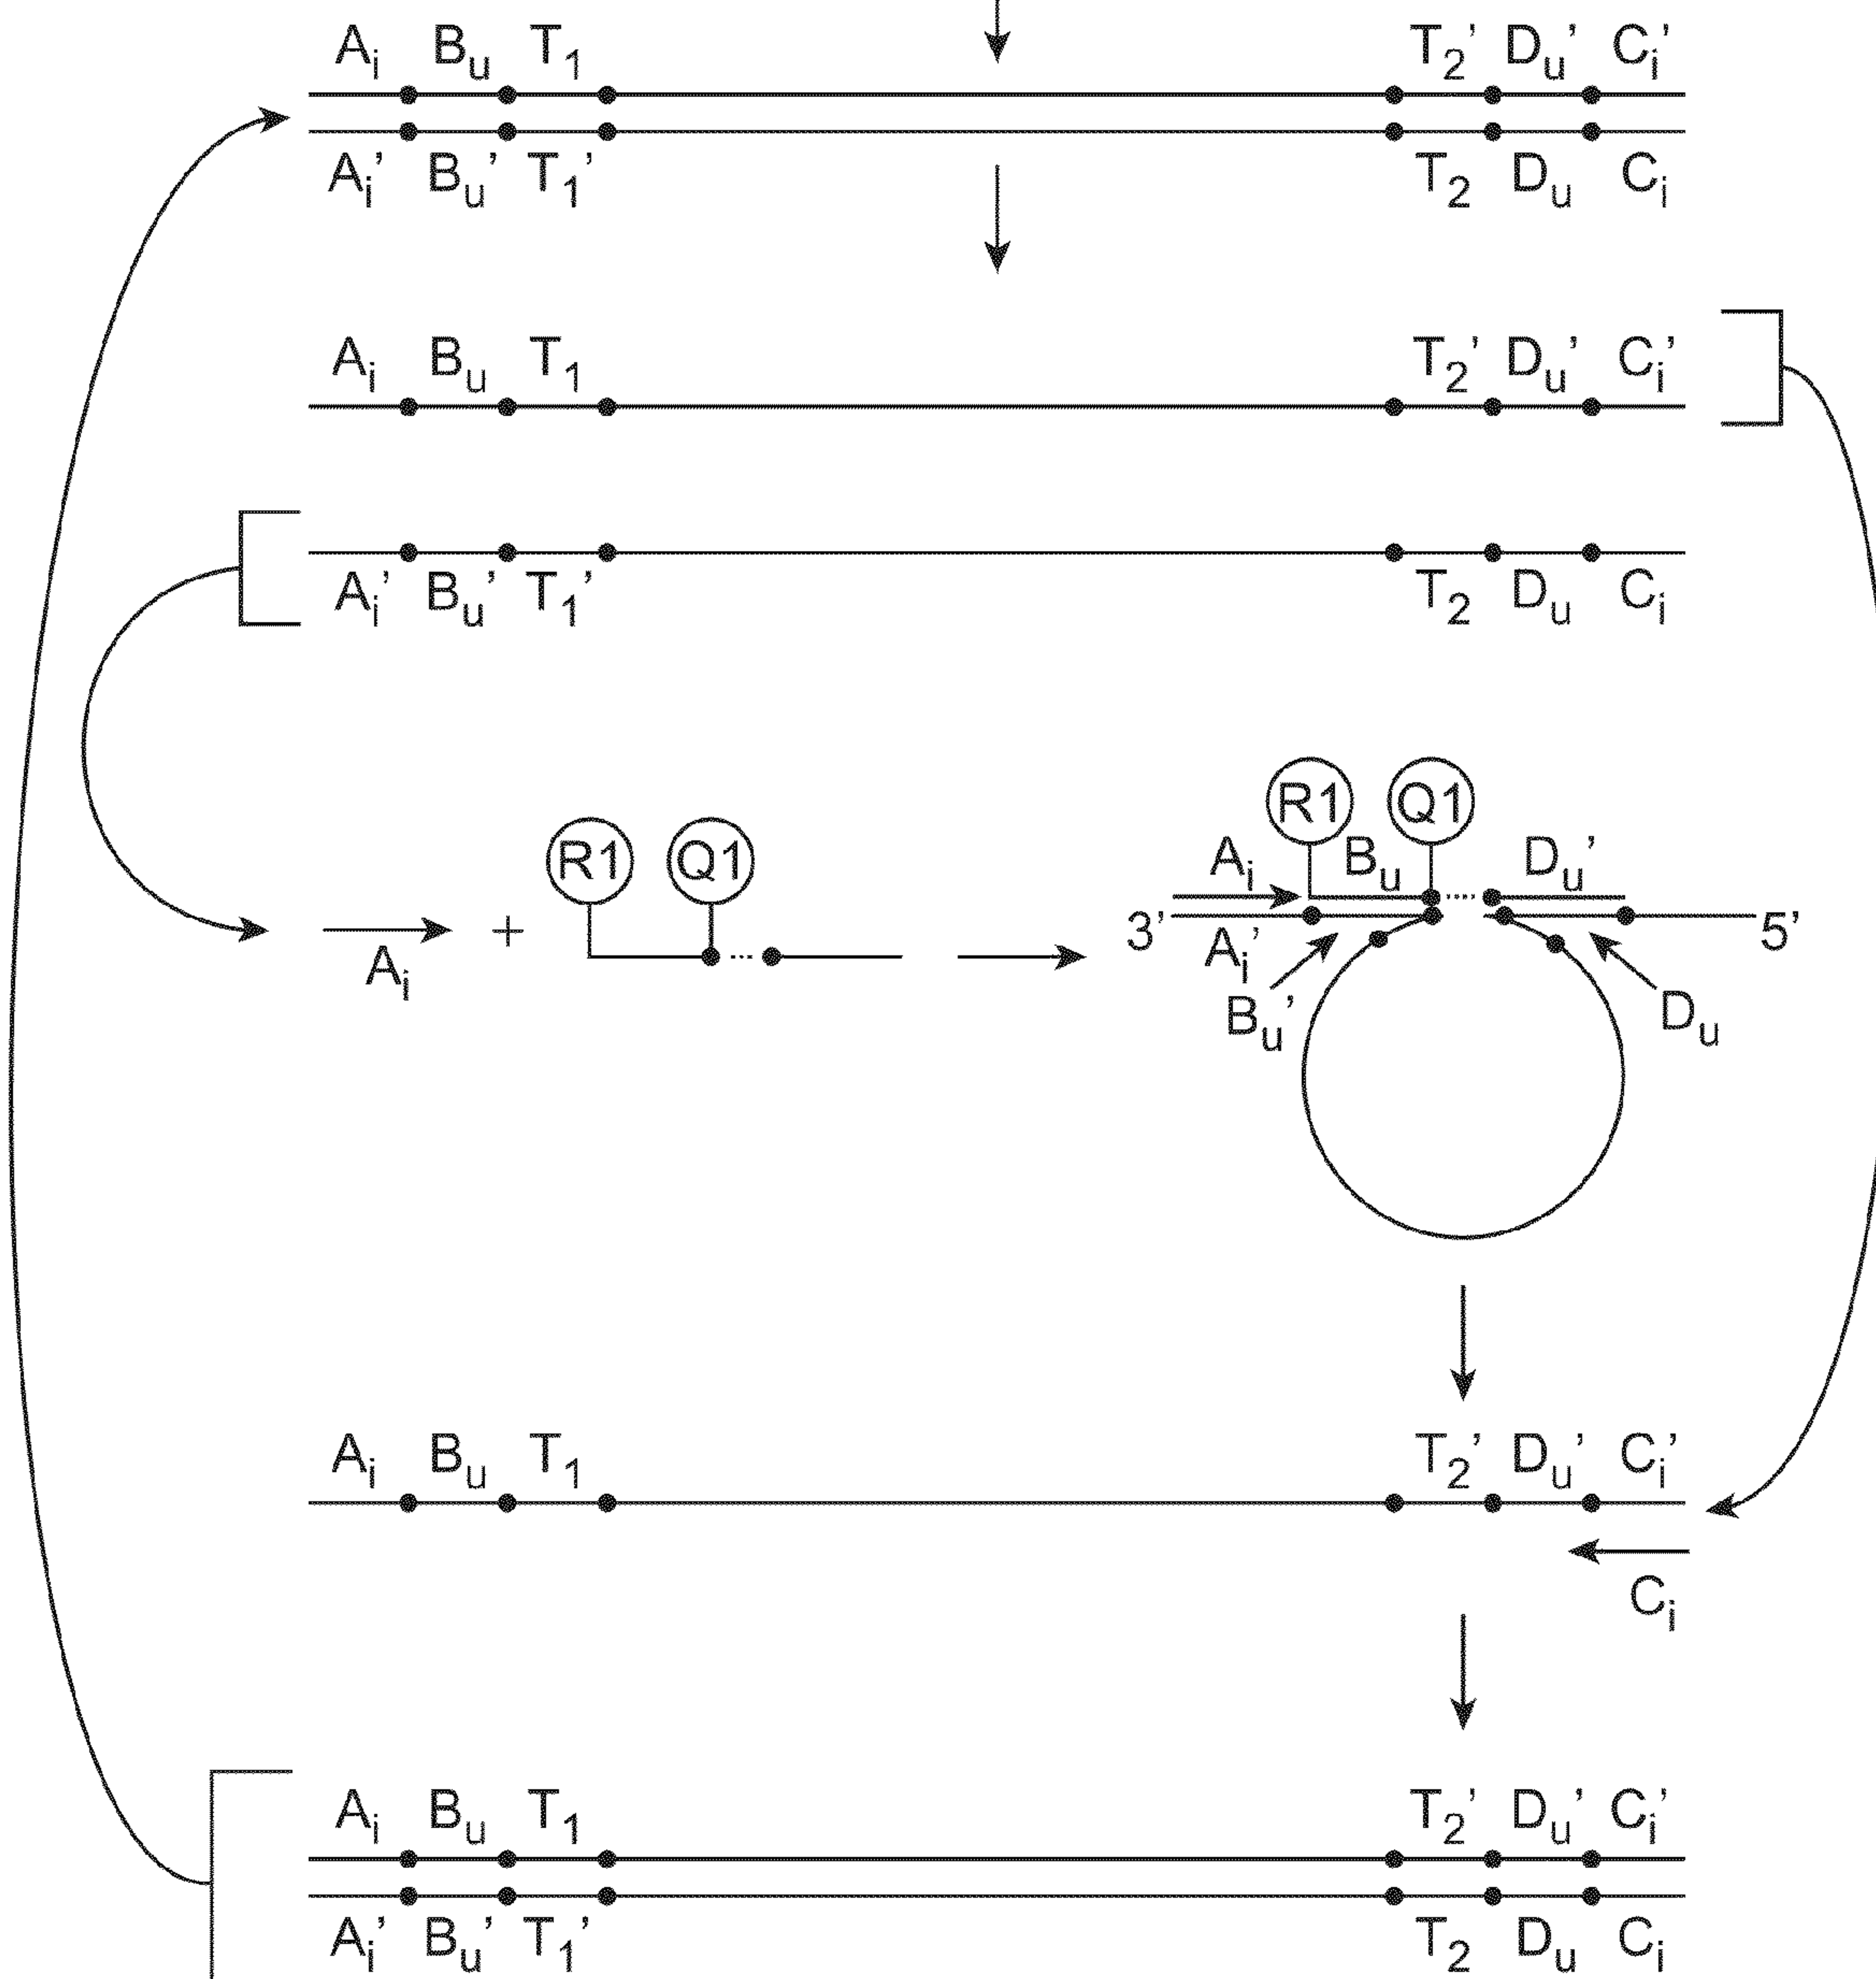 Aᵢ Bᵤ T₁ T₂’ Dᵤ’ Cᵢ’
Aᵢ’ Bᵤ’ T₁’ T₂ Dᵤ Cᵢ
Aᵢ Bᵤ T₁ T₂’ Dᵤ’ Cᵢ’
Aᵢ’ Bᵤ’ T₁’ T₂ Dᵤ Cᵢ
R1 Q1
R1 Q1
Aᵢ Bᵤ Dᵤ’
Aᵢ +
3’ 5’
Aᵢ’
Bᵤ’ Dᵤ
Aᵢ Bᵤ T₁ T₂’ Dᵤ’ Cᵢ’
Cᵢ
Aᵢ Bᵤ T₁ T₂’ Dᵤ’ Cᵢ’
Aᵢ’ Bᵤ’ T₁’ T₂ Dᵤ Cᵢ